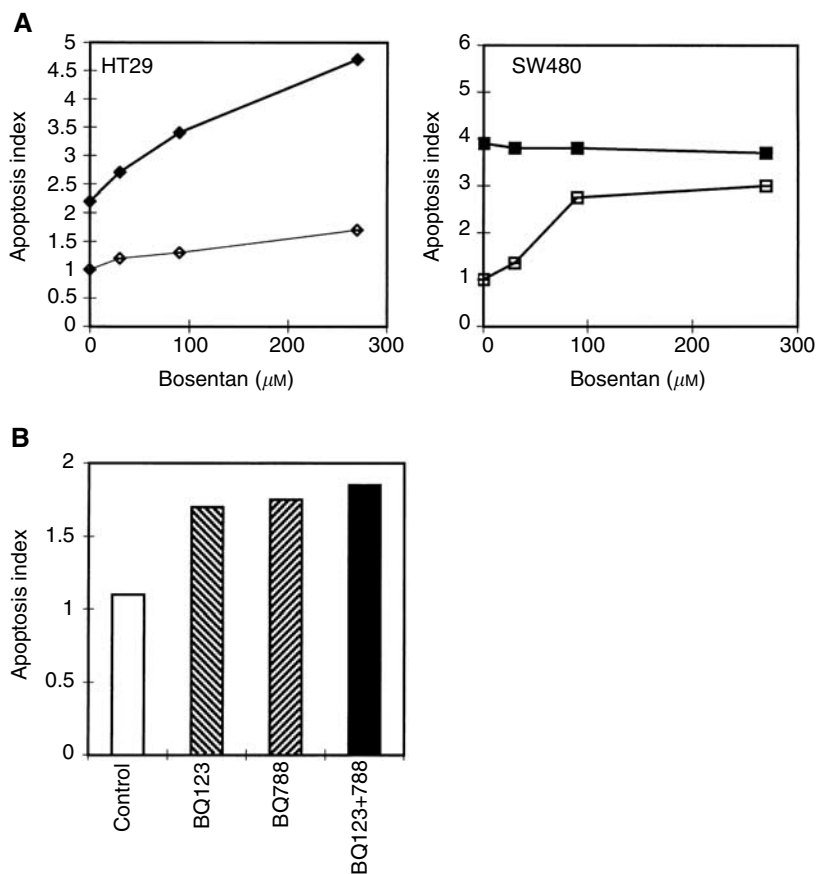 A
HT29
Apoptosis index
5
4.5
4
3.5
3
2.5
2
1.5
1
0.5
0
0 100 200 300
Bosentan (μM)
SW480
Apoptosis index
6
5
4
3
2
1
0
0 100 200 300
Bosentan (μM)
B
Apoptosis index
2
1.5
1
0.5
0
Control
BQ123
BQ788
BQ123+788